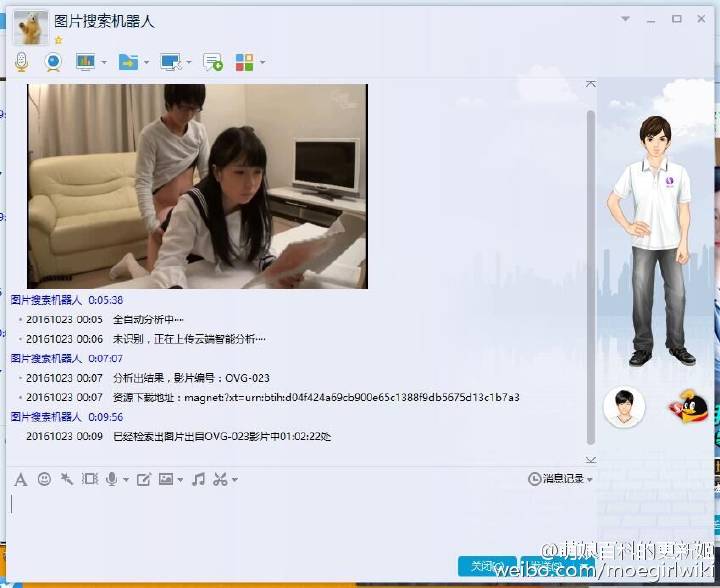 图片搜索机器人
图片搜索机器人 0:05:38
• 20161023 00:05 全自动分析中····
• 20161023 00:06 未识别，正在上传云端智能分析····
图片搜索机器人 0:07:07
• 20161023 00:07 分析出结果，影片编号：OVG-023
• 20161023 00:07 资源下载地址：magnet:?xt=urn:btih:d04f424a69cb900e65c1388f9db5675d13c1b7a3
图片搜索机器人 0:09:56
20161023 00:09 已经检索出图片出自OVG-023影片中01:02:22处
消息记录
关闭(C)
@萌娘百科的更新姬
weibo.com/moegirlwiki